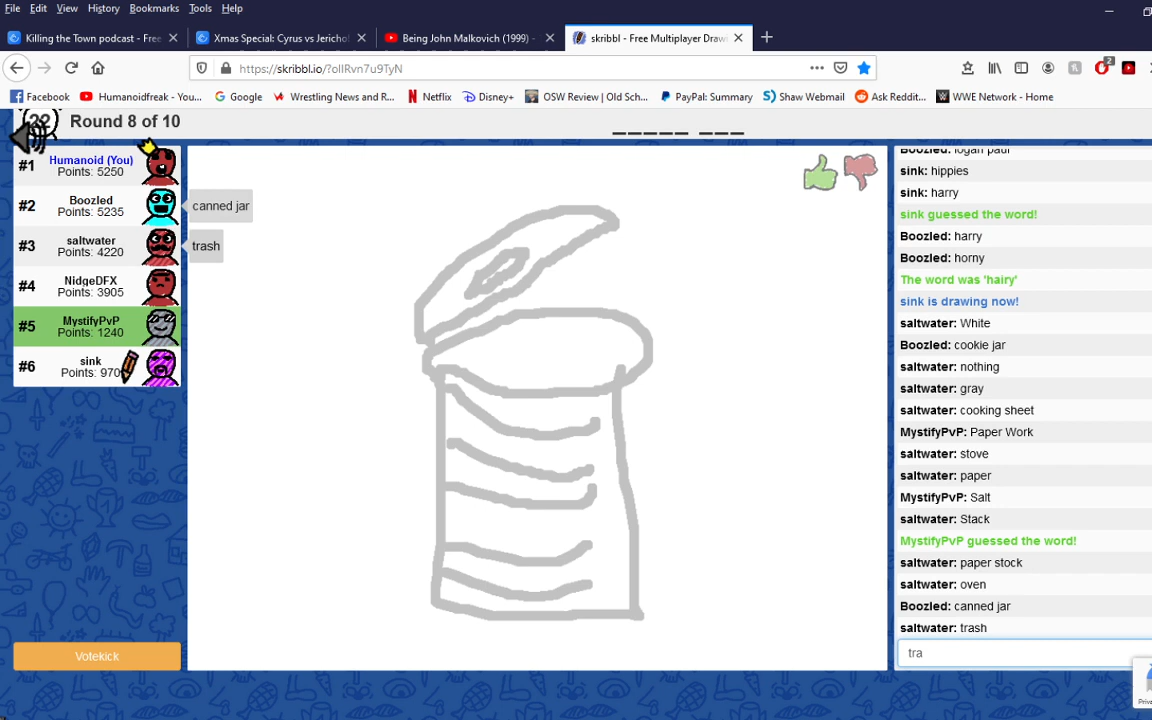 File Edit View History Bookmarks Tools Help
Killing the Town podcast - Free
Xmas Special: Cyrus vs Jericho!
Being John Malkovich (1999) -
skribbl - Free Multiplayer Draw
https://skribbl.io/?olIRvn7u9TyN
2
Facebook Humanoidfreak - You... Google Wrestling News and R... Netflix Disney+ OSW Review | Old Sch... PayPal: Summary Shaw Webmail Ask Reddit... WWE Network - Home
Round 8 of 10
_____ ___
#1 Humanoid (You)
Points: 5250
#2 Boozled
Points: 5235
canned jar
#3 saltwater
Points: 4220
trash
#4 NidgeDFX
Points: 3905
#5 MystifyPvP
Points: 1240
#6 sink
Points: 970
Votekick
Boozled: logan paul
sink: hippies
sink: harry
sink guessed the word!
Boozled: harry
Boozled: horny
The word was 'hairy'
sink is drawing now!
saltwater: White
Boozled: cookie jar
saltwater: nothing
saltwater: gray
saltwater: cooking sheet
MystifyPvP: Paper Work
saltwater: stove
saltwater: paper
MystifyPvP: Salt
saltwater: Stack
MystifyPvP guessed the word!
saltwater: paper stock
saltwater: oven
Boozled: canned jar
saltwater: trash
tra